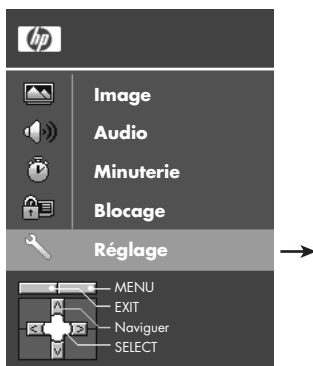 hp
Image
Audio
Minuterie
Blocage
Réglage
MENU
EXIT
Naviguer
SELECT